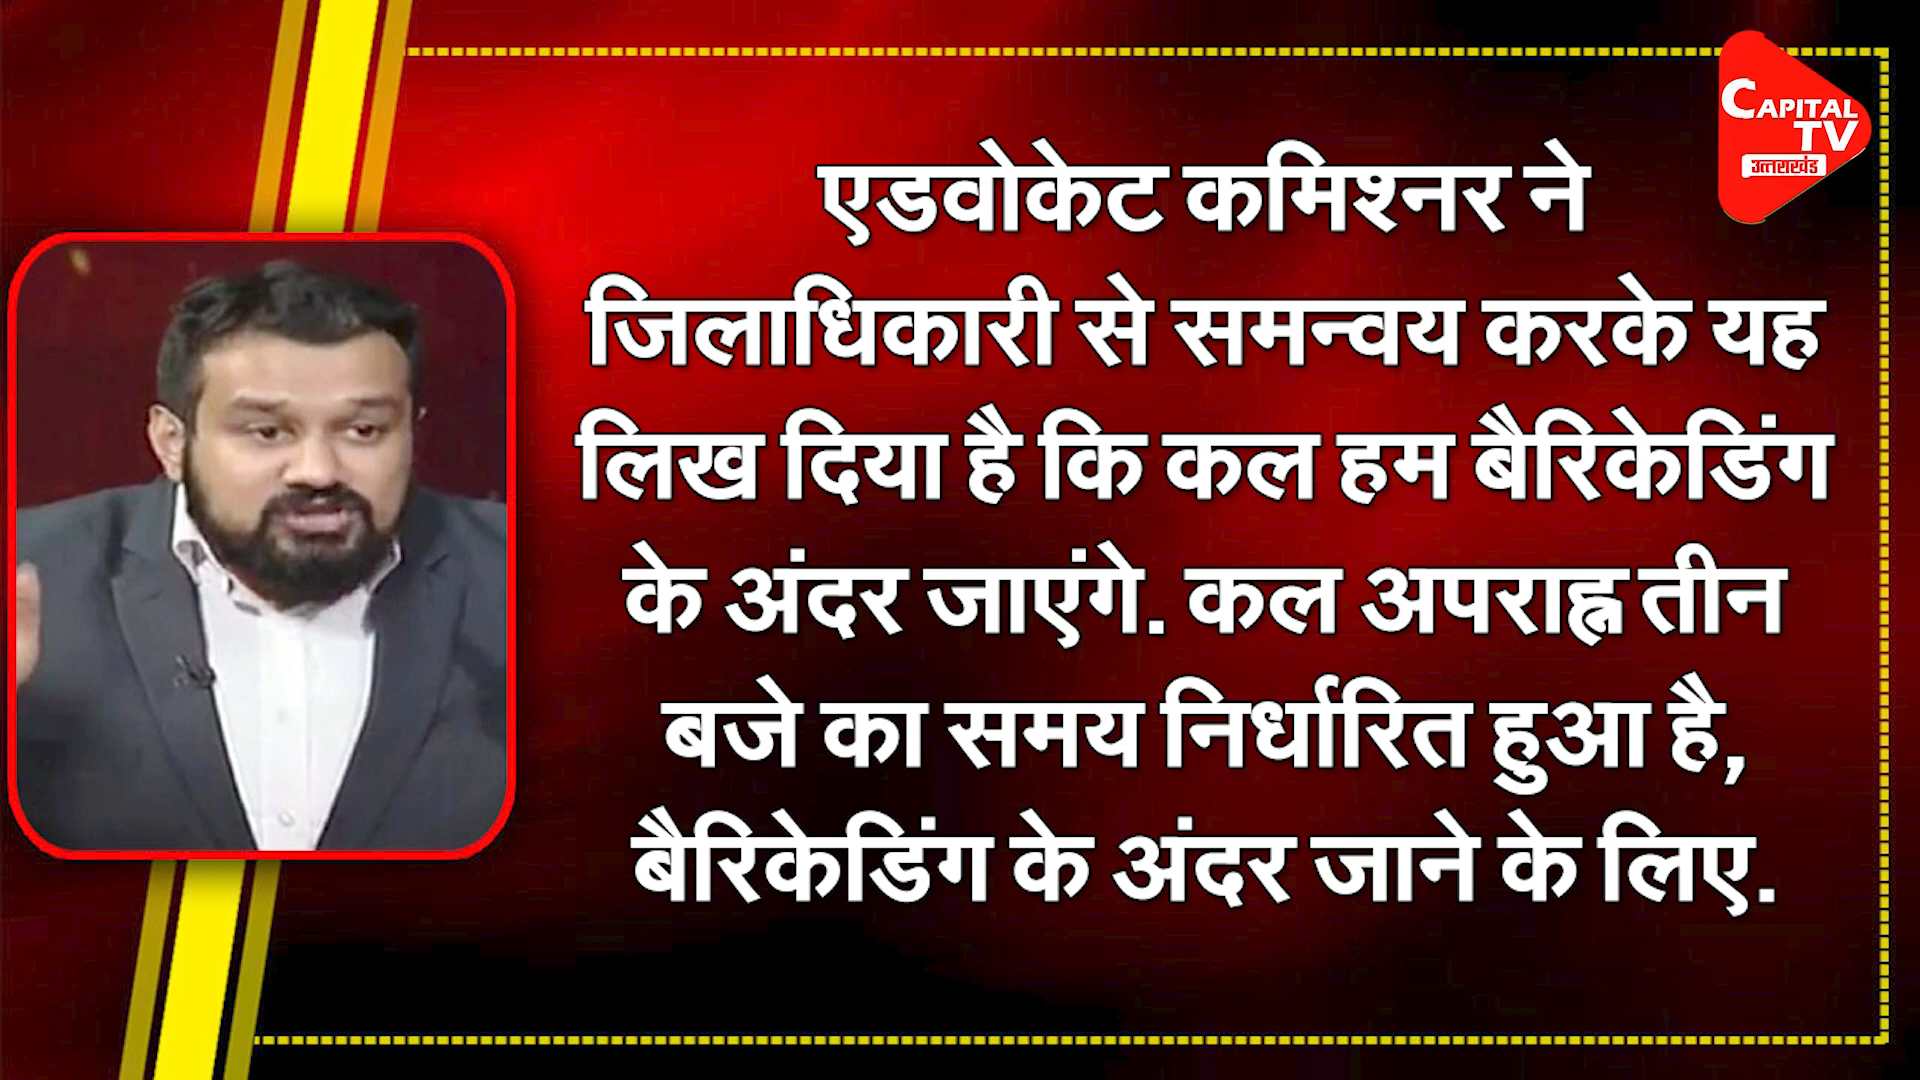 CAPITAL
TV
उत्तराखंड
एडवोकेट कमिश्नर ने
जिलाधिकारी से समन्वय करके यह
लिख दिया है कि कल हम बैरिकेडिंग
के अंदर जाएंगे. कल अपराह्न तीन
बजे का समय निर्धारित हुआ है,
बैरिकेडिंग के अंदर जाने के लिए.